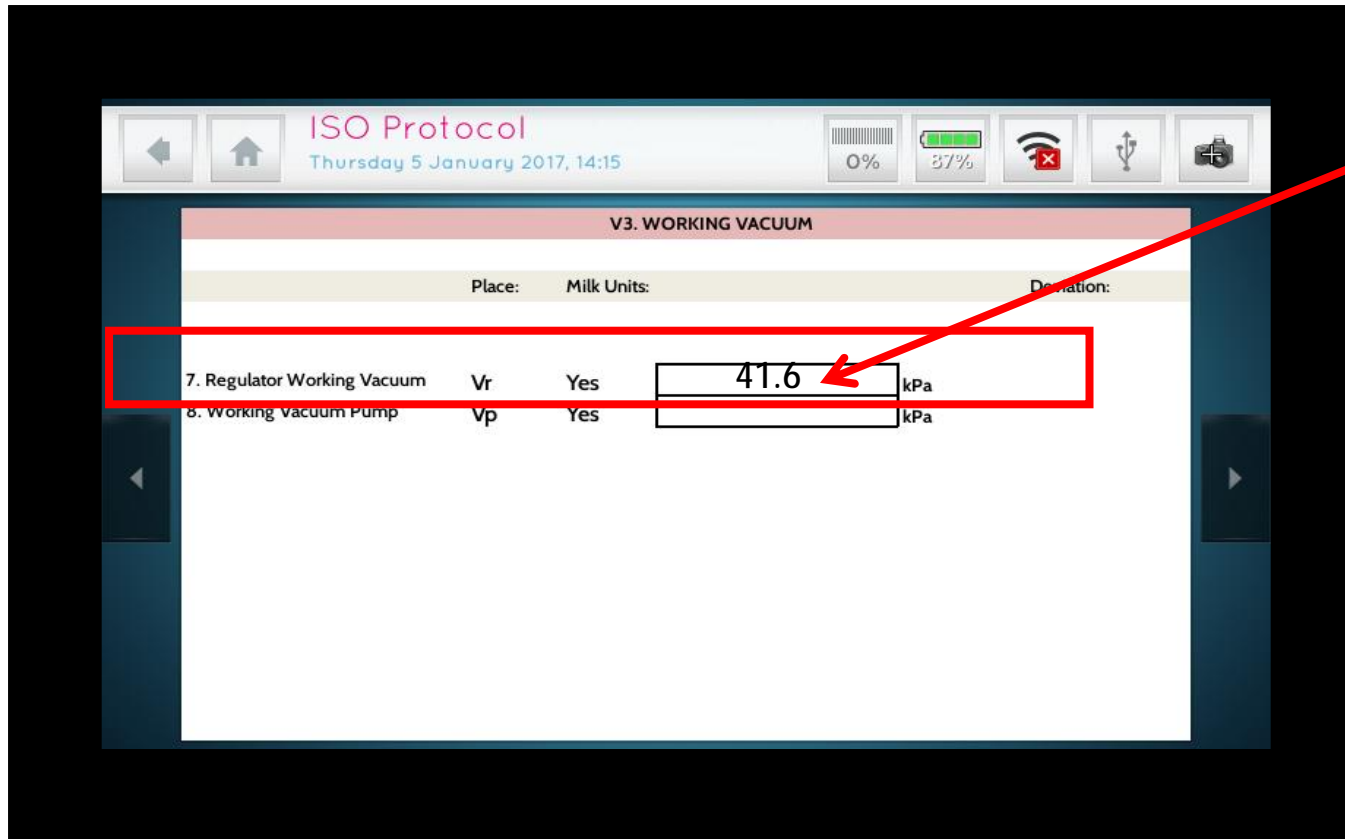 ISO Protocol
Thursday 5 January 2017, 14:15
0%
87%
V3. WORKING VACUUM
Place: Milk Units: Deviation:
7. Regulator Working Vacuum Vr Yes 41.6 kPa
8. Working Vacuum Pump Vp Yes kPa